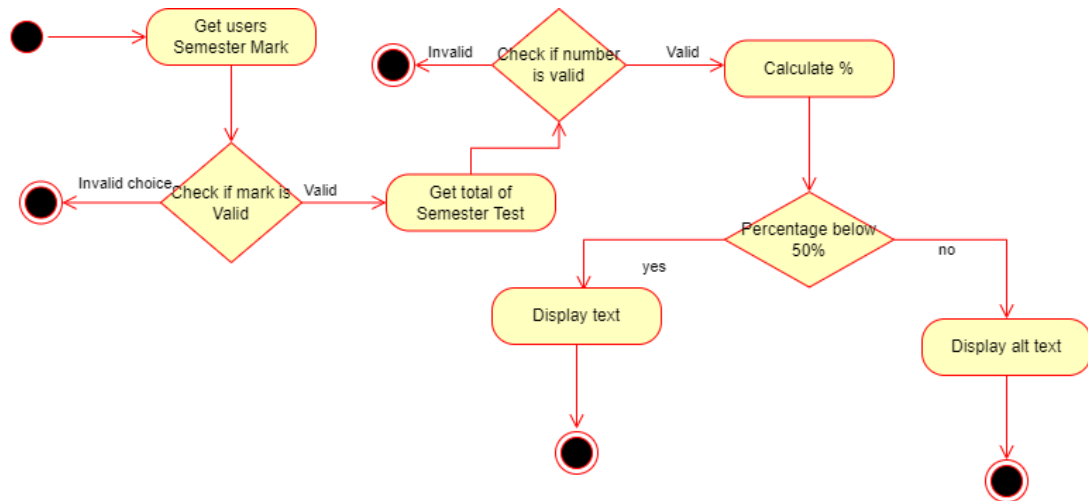 Get users
Semester Mark
Invalid choice
Check if mark is
Valid
Valid
Get total of
Semester Test
Invalid
Check if number
is valid
Valid
Calculate %
Percentage below
50%
yes
no
Display text
Display alt text